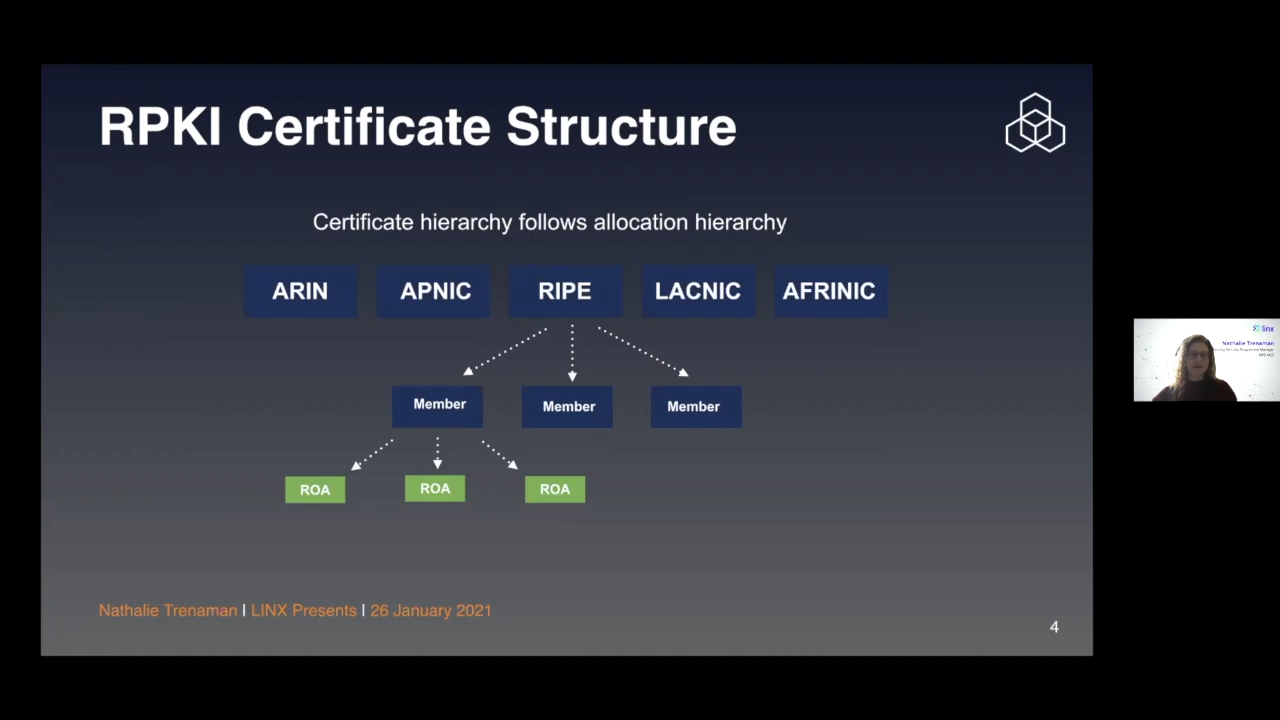 RPKI Certificate Structure
Certificate hierarchy follows allocation hierarchy
ARIN APNIC RIPE LACNIC AFRINIC
Member Member Member
ROA ROA ROA
Nathalie Trenaman | LINX Presents | 26 January 2021
4
linx
Nathalie Trenaman